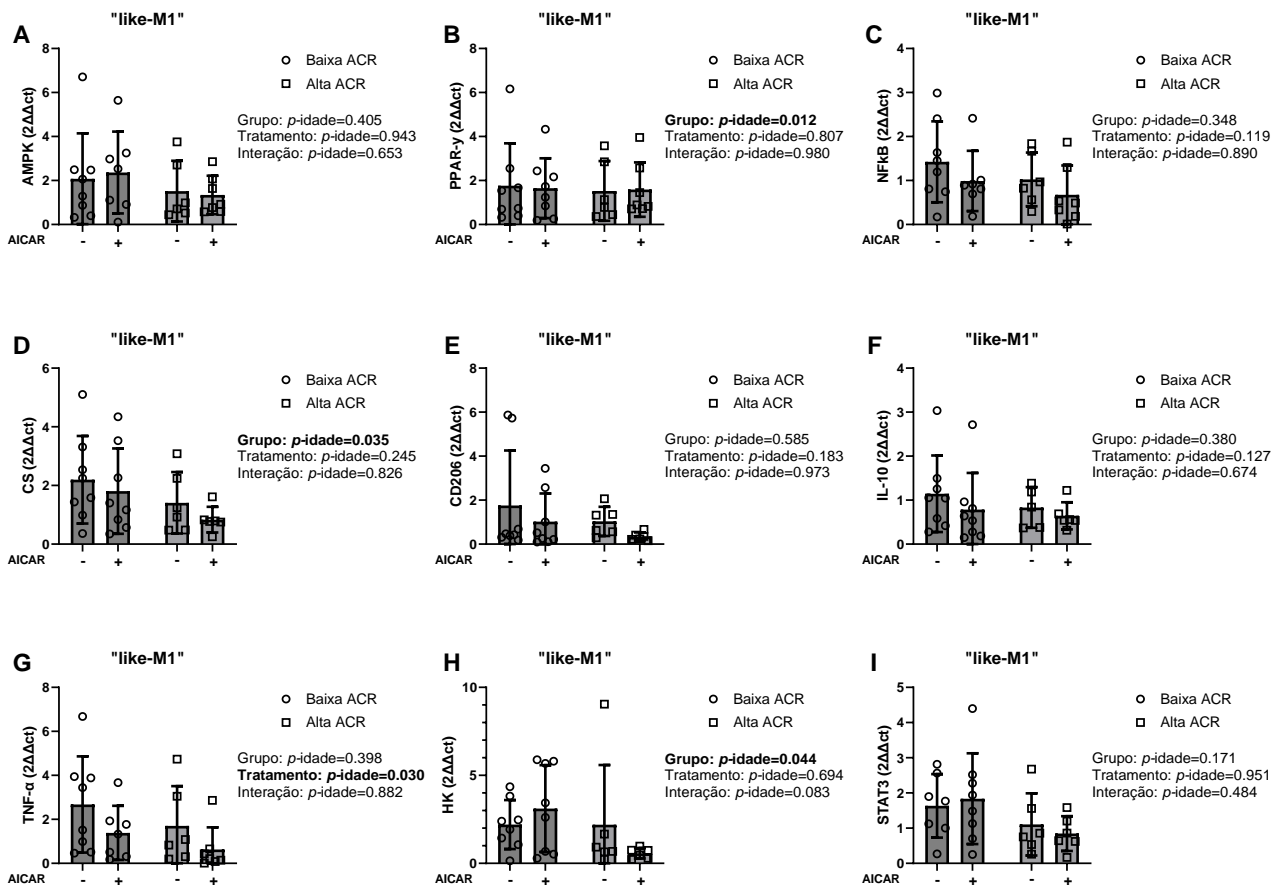 A
"like-M1"
AMPK (2ΔΔct)
8
6
4
2
0
AICAR
-
+
-
+
Baixa ACR
Alta ACR
Grupo: p-idade=0.405
Tratamento: p-idade=0.943
Interação: p-idade=0.653
B
"like-M1"
PPAR-y (2ΔΔct)
8
6
4
2
0
AICAR
-
+
-
+
Baixa ACR
Alta ACR
Grupo: p-idade=0.012
Tratamento: p-idade=0.807
Interação: p-idade=0.980
C
"like-M1"
NFkB (2ΔΔct)
4
3
2
1
0
AICAR
-
+
-
+
Baixa ACR
Alta ACR
Grupo: p-idade=0.348
Tratamento: p-idade=0.119
Interação: p-idade=0.890
D
"like-M1"
CS (2ΔΔct)
6
4
2
0
AICAR
-
+
-
+
Baixa ACR
Alta ACR
Grupo: p-idade=0.035
Tratamento: p-idade=0.245
Interação: p-idade=0.826
E
"like-M1"
CD206 (2ΔΔct)
8
6
4
2
0
AICAR
-
+
-
+
Baixa ACR
Alta ACR
Grupo: p-idade=0.585
Tratamento: p-idade=0.183
Interação: p-idade=0.973
F
"like-M1"
IL-10 (2ΔΔct)
4
3
2
1
0
AICAR
-
+
-
+
Baixa ACR
Alta ACR
Grupo: p-idade=0.380
Tratamento: p-idade=0.127
Interação: p-idade=0.674
G
"like-M1"
TNF-α (2ΔΔct)
8
6
4
2
0
AICAR
-
+
-
+
Baixa ACR
Alta ACR
Grupo: p-idade=0.398
Tratamento: p-idade=0.030
Interação: p-idade=0.882
H
"like-M1"
HK (2ΔΔct)
10
5
0
AICAR
-
+
-
+
Baixa ACR
Alta ACR
Grupo: p-idade=0.044
Tratamento: p-idade=0.694
Interação: p-idade=0.083
I
"like-M1"
STAT3 (2ΔΔct)
5
4
3
2
1
0
AICAR
-
+
-
+
Baixa ACR
Alta ACR
Grupo: p-idade=0.171
Tratamento: p-idade=0.951
Interação: p-idade=0.484